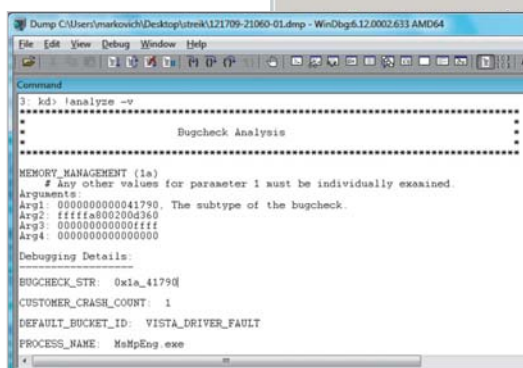 Dump C:\Users\markovich\Desktop\streik\121709-21060-01.dmp - WinDbg:6.12.0002.633 AMD64
File Edit View Debug Window Help
Command
3: kd> !analyze -v
*******************************************************************************
*                                                                             *
*                        Bugcheck Analysis                                    *
*                                                                             *
*******************************************************************************
MEMORY_MANAGEMENT (1a)
# Any other values for parameter 1 must be individually examined.
Arguments:
Arg1: 0000000000041790, The subtype of the bugcheck.
Arg2: fffffa800200d360
Arg3: 000000000000ffff
Arg4: 0000000000000000
Debugging Details:
------------------
BUGCHECK_STR: 0x1a_41790
CUSTOMER_CRASH_COUNT: 1
DEFAULT_BUCKET_ID: VISTA_DRIVER_FAULT
PROCESS_NAME: MsMpEng.exe